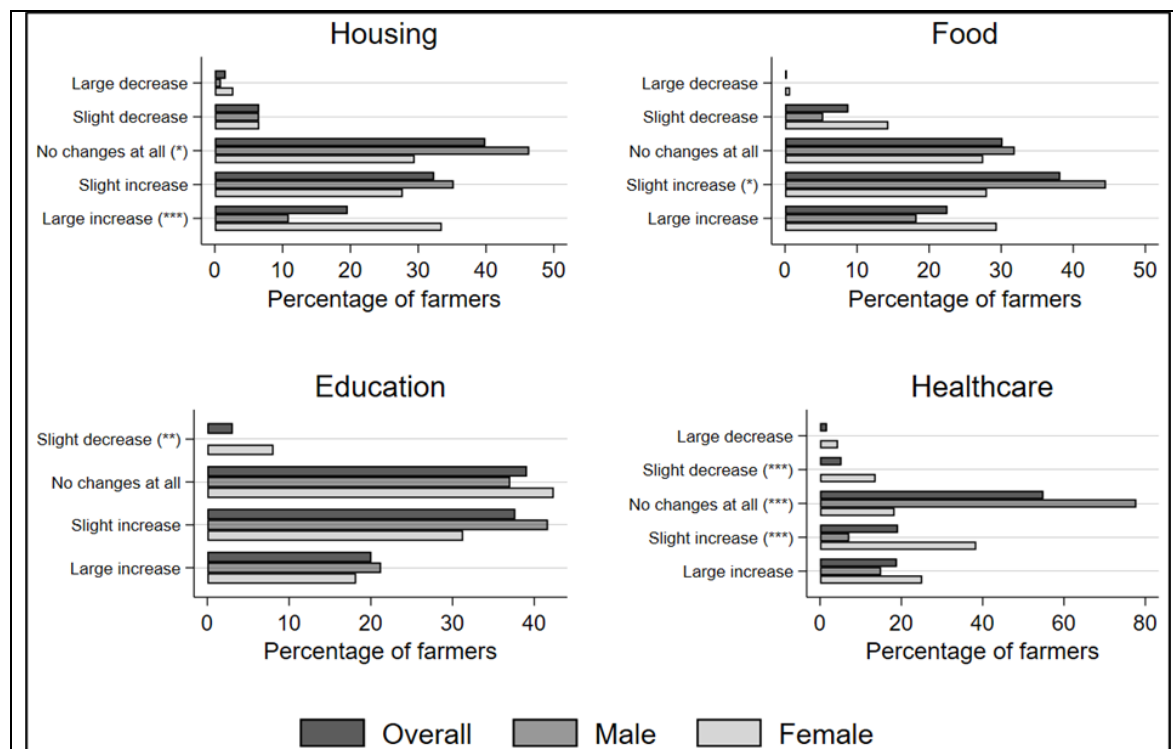 Housing
Large decrease
Slight decrease
No changes at all (*)
Slight increase
Large increase (***)
0 10 20 30 40 50
Percentage of farmers
Food
Large decrease
Slight decrease
No changes at all
Slight increase (*)
Large increase
0 10 20 30 40 50
Percentage of farmers
Education
Slight decrease (**)
No changes at all
Slight increase
Large increase
0 10 20 30 40
Percentage of farmers
Healthcare
Large decrease
Slight decrease (***)
No changes at all (***)
Slight increase (***)
Large increase
0 20 40 60 80
Percentage of farmers
Overall Male Female